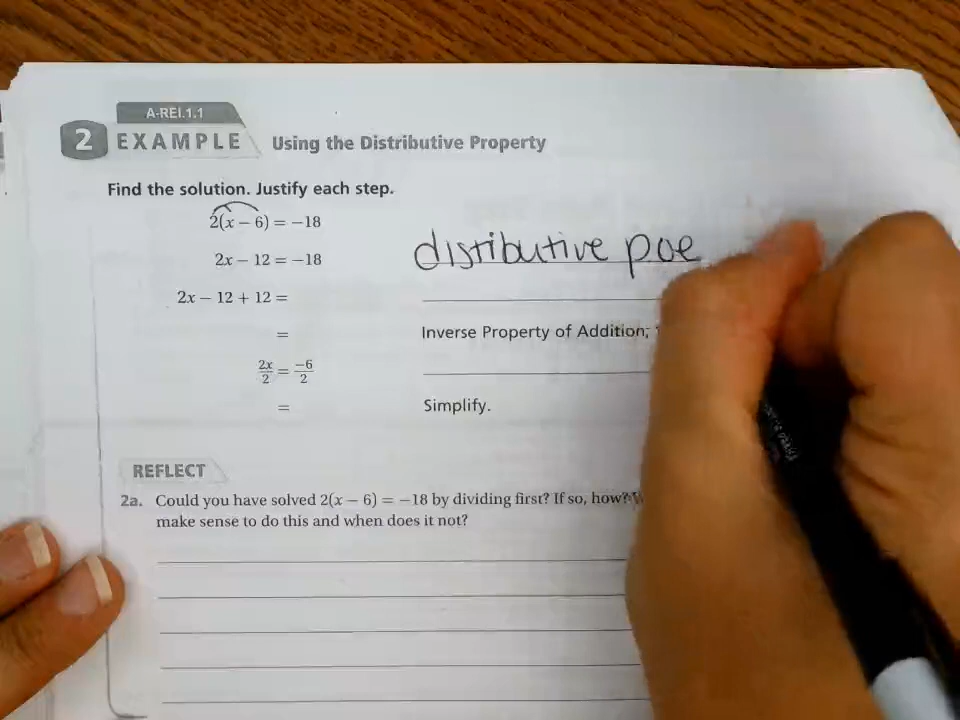 A-REI.1.1
2 EXAMPLE Using the Distributive Property
Find the solution. Justify each step.
2(x − 6) = −18
2x − 12 = −18 distibutive poe
2x − 12 + 12 =
= Inverse Property of Addition;
2x/2 = −6/2
= Simplify.
REFLECT
2a. Could you have solved 2(x − 6) = −18 by dividing first? If so, how?
make sense to do this and when does it not?